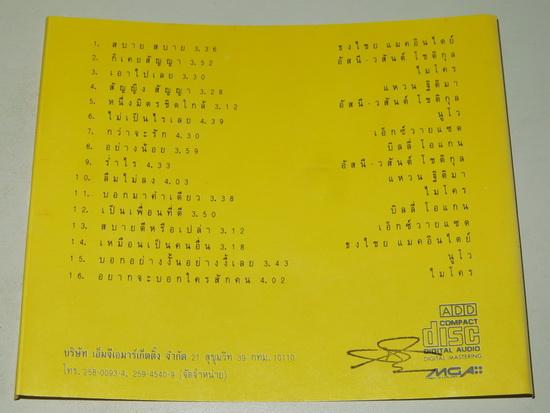 1. สบาย สบาย 3.36 ธงไชย แมคอินไตย์
2. ก็เคยสัญญา 3.52 อัสนี-วสันต์ โชติกุล
3. เอาไปเลย 3.30 ไมโคร
4. สัญญิง สัญญา 3.28 แหวน ฐิติมา
5. หนึ่งมิตรชิดใกล้ 3.12 อัสนี-วสันต์ โชติกุล
6. ไม่เป็นไรเลย 4.39 นูโว
7. กว่าจะรัก 4.30 เอ็กซ์วายแซด
8. อย่างน้อย 3.59 บิลลี่ โอแกน
9. ร่ำไร 4.33 อัสนี-วสันต์ โชติกุล
10. ลืมไม่ลง 4.03 แหวน ฐิติมา
11. บอกมาคำเดียว 3.38 ไมโคร
12. เป็นเพื่อนที่ดี 3.50 บิลลี่ โอแกน
13. สบายดีหรือเปล่า 3.12 เอ็กซ์วายแซด
14. เหมือนเป็นคนอื่น 3.18 ธงไชย แมคอินไตย์
15. บอกอย่างงั้นอย่างงี้เลย 3.43 นูโว
16. อยากจะบอกใครสักคน 4.02 ไมโคร
ADD
COMPACT
disc
DIGITAL AUDIO
DIGITAL MASTERING
MGA
บริษัท เอ็มจีเอมาร์เก็ตติ้ง จำกัด 21 สุขุมวิท 39 กทม. 10110
โทร. 258-0093-4, 259-4540-9 (จัดจำหน่าย)